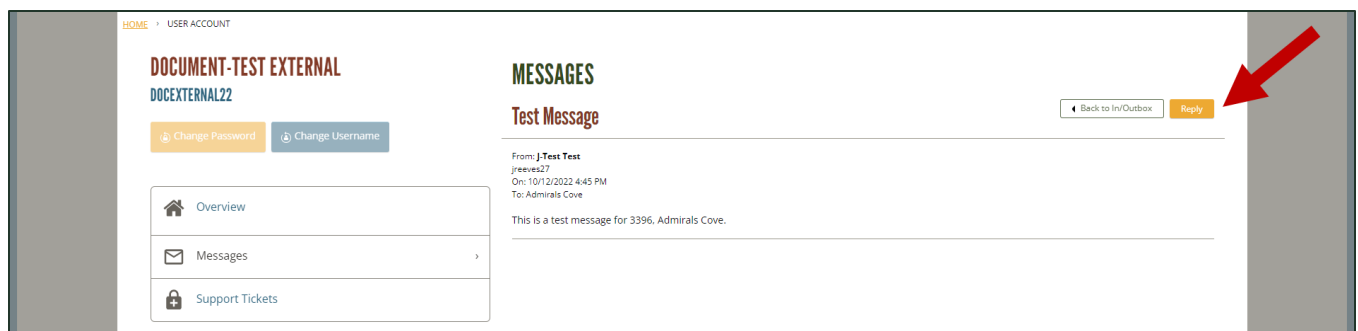 HOME › USER ACCOUNT
DOCUMENT-TEST EXTERNAL
DOCEXTERNAL22
Change Password
Change Username
Overview
Messages ›
Support Tickets
MESSAGES
Test Message
Back to In/Outbox
Reply
From: J-Test Test
jreeves27
On: 10/12/2022 4:45 PM
To: Admirals Cove
This is a test message for 3396, Admirals Cove.